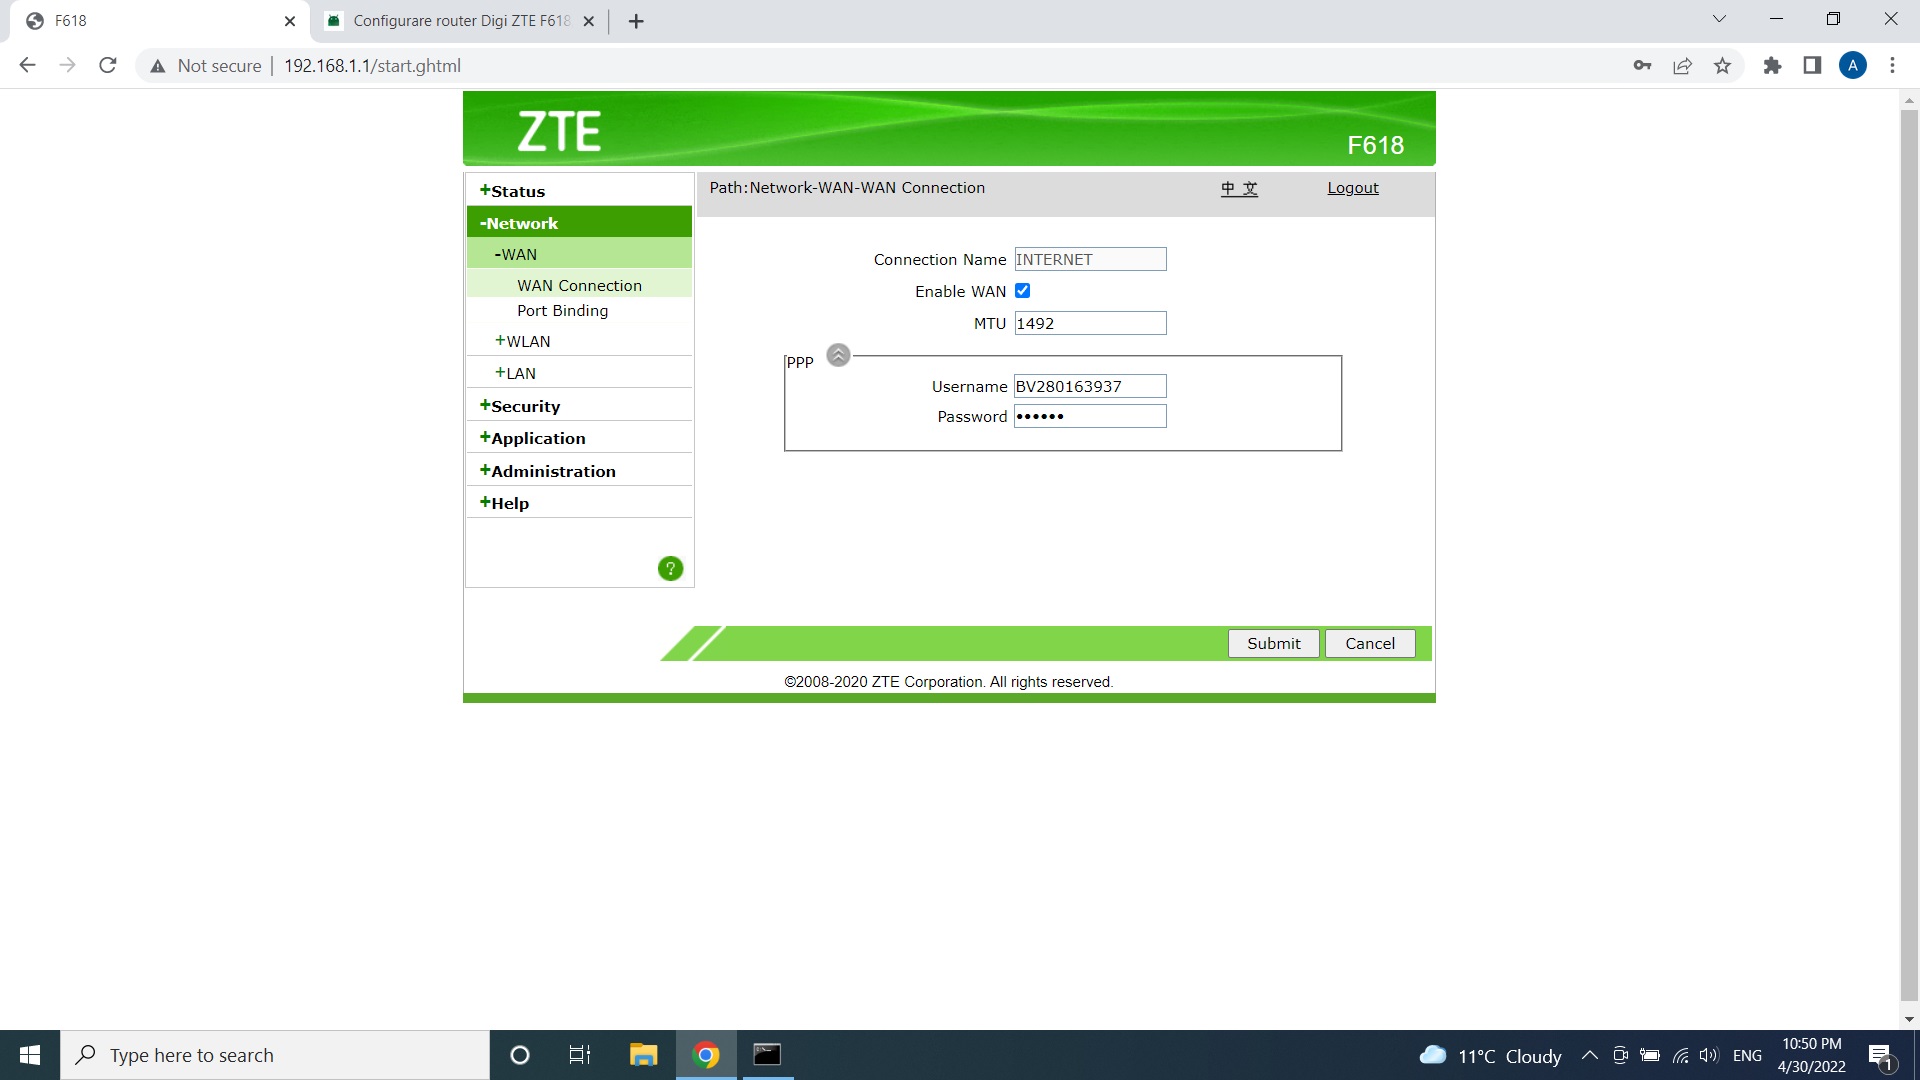 F618
Configurare router Digi ZTE F618
Not secure
192.168.1.1/start.ghtml
A
ZTE
F618
+Status
-Network
-WAN
WAN Connection
Port Binding
+WLAN
+LAN
+Security
+Application
+Administration
+Help
?
Path:Network-WAN-WAN Connection
中 文
Logout
Connection Name INTERNET
Enable WAN
MTU 1492
PPP
Username BV280163937
Password ••••••
Submit
Cancel
©2008-2020 ZTE Corporation. All rights reserved.
Type here to search
11°C Cloudy
ENG
10:50 PM
4/30/2022
1